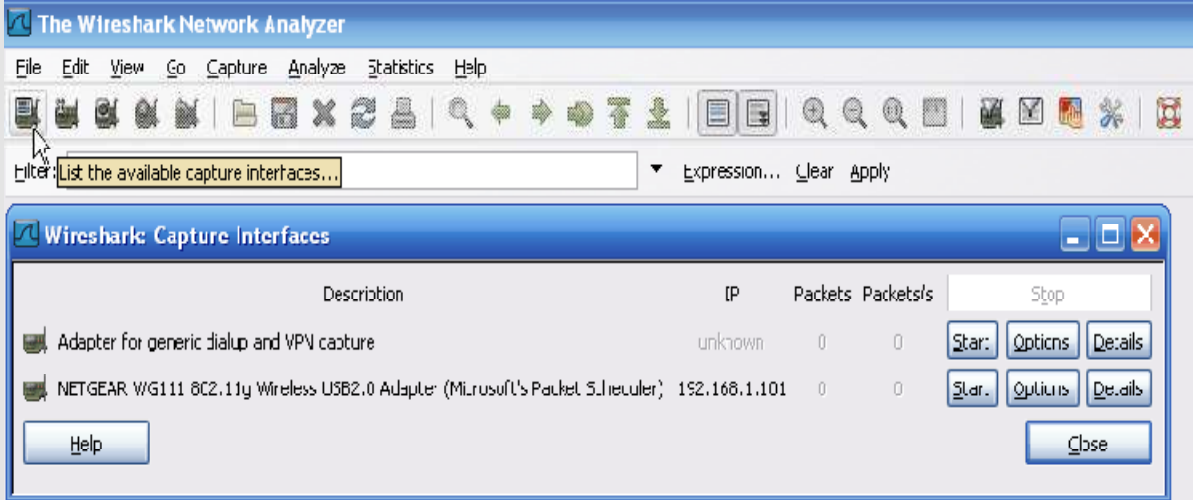 The Wireshark Network Analyzer
File Edit View Go Capture Analyze Statistics Help
Filter: List the available capture interfaces... Expression... Clear Apply
Wireshark: Capture Interfaces
Description IP Packets Packets/s Stop
Adapter for generic dialup and VPN capture unknown 0 0 Start Options Details
NETGEAR WG111 802.11g Wireless USB2.0 Adapter (Microsoft's Packet Scheduler) 192.168.1.101 0 0 Start Options Details
Help Close